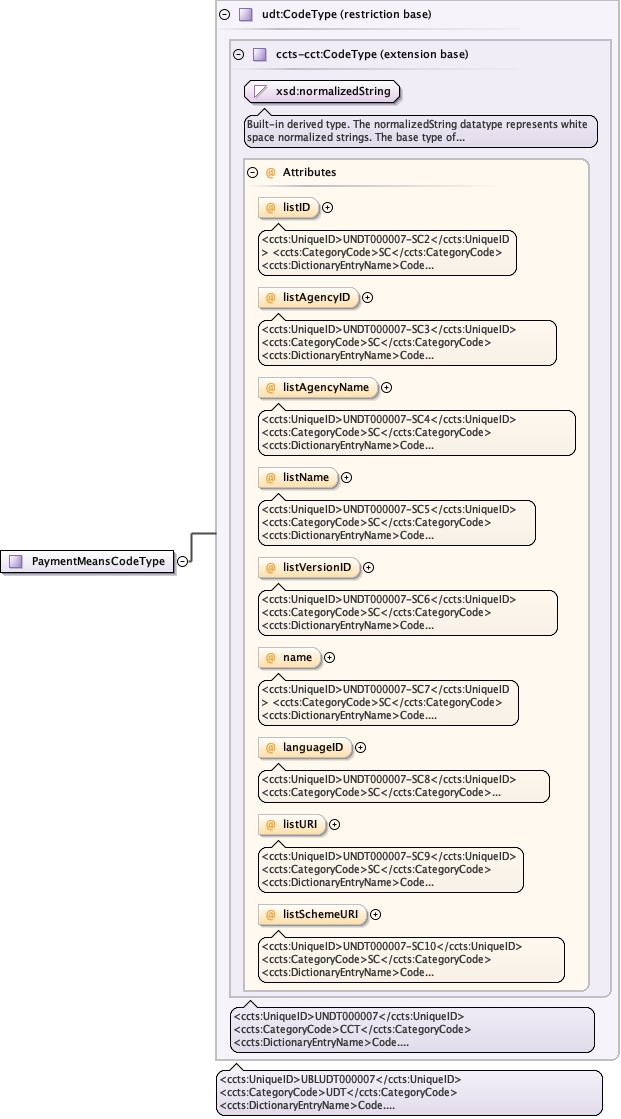 udt:CodeType (restriction base)
ccts-cct:CodeType (extension base)
xsd:normalizedString
Built-in derived type. The normalizedString datatype represents white
space normalized strings. The base type of...
@ Attributes
@ listID
<ccts:UniqueID>UNDT000007-SC2</ccts:UniqueID
> <ccts:CategoryCode>SC</ccts:CategoryCode>
<ccts:DictionaryEntryName>Code...
@ listAgencyID
<ccts:UniqueID>UNDT000007-SC3</ccts:UniqueID>
<ccts:CategoryCode>SC</ccts:CategoryCode>
<ccts:DictionaryEntryName>Code...
@ listAgencyName
<ccts:UniqueID>UNDT000007-SC4</ccts:UniqueID>
<ccts:CategoryCode>SC</ccts:CategoryCode>
<ccts:DictionaryEntryName>Code...
@ listName
<ccts:UniqueID>UNDT000007-SC5</ccts:UniqueID>
<ccts:CategoryCode>SC</ccts:CategoryCode>
<ccts:DictionaryEntryName>Code...
PaymentMeansCodeType
@ listVersionID
<ccts:UniqueID>UNDT000007-SC6</ccts:UniqueID>
<ccts:CategoryCode>SC</ccts:CategoryCode>
<ccts:DictionaryEntryName>Code...
@ name
<ccts:UniqueID>UNDT000007-SC7</ccts:UniqueID
> <ccts:CategoryCode>SC</ccts:CategoryCode>
<ccts:DictionaryEntryName>Code....
@ languageID
<ccts:UniqueID>UNDT000007-SC8</ccts:UniqueID>
<ccts:CategoryCode>SC</ccts:CategoryCode>...
@ listURI
<ccts:UniqueID>UNDT000007-SC9</ccts:UniqueID>
<ccts:CategoryCode>SC</ccts:CategoryCode>
<ccts:DictionaryEntryName>Code...
@ listSchemeURI
<ccts:UniqueID>UNDT000007-SC10</ccts:UniqueID>
<ccts:CategoryCode>SC</ccts:CategoryCode>
<ccts:DictionaryEntryName>Code...
<ccts:UniqueID>UNDT000007</ccts:UniqueID>
<ccts:CategoryCode>CCT</ccts:CategoryCode>
<ccts:DictionaryEntryName>Code....
<ccts:UniqueID>UBLUDT000007</ccts:UniqueID>
<ccts:CategoryCode>UDT</ccts:CategoryCode>
<ccts:DictionaryEntryName>Code....